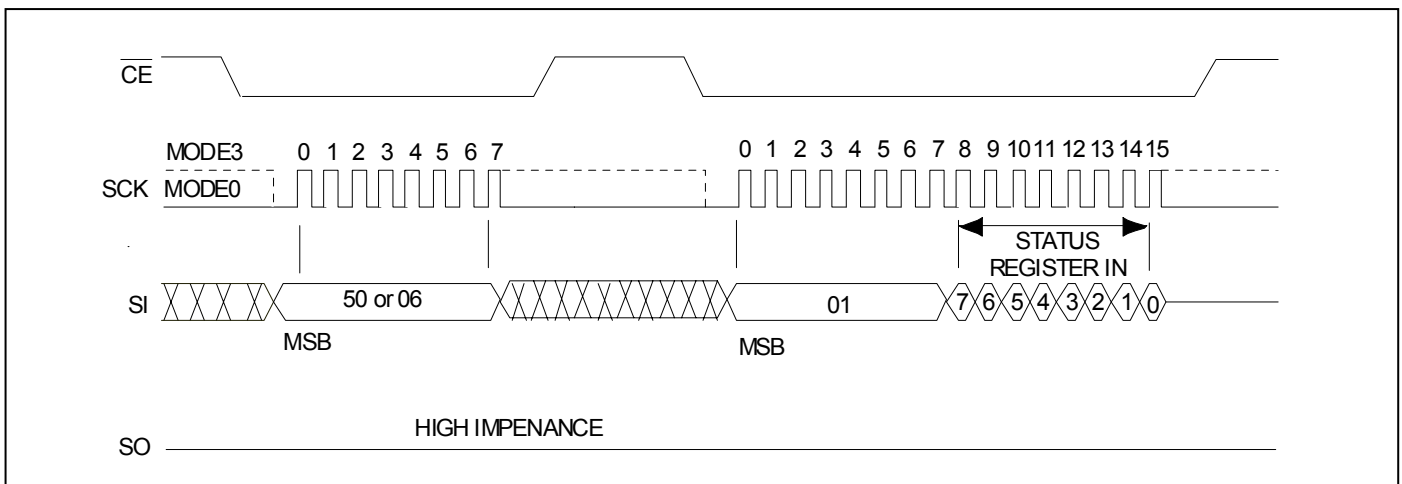 CE
MODE3 0 1 2 3 4 5 6 7 0 1 2 3 4 5 6 7 8 9 10 11 12 13 14 15
SCK MODE0
STATUS
REGISTER IN
SI 50 or 06 01 7 6 5 4 3 2 1 0
MSB MSB
HIGH IMPENANCE
SO